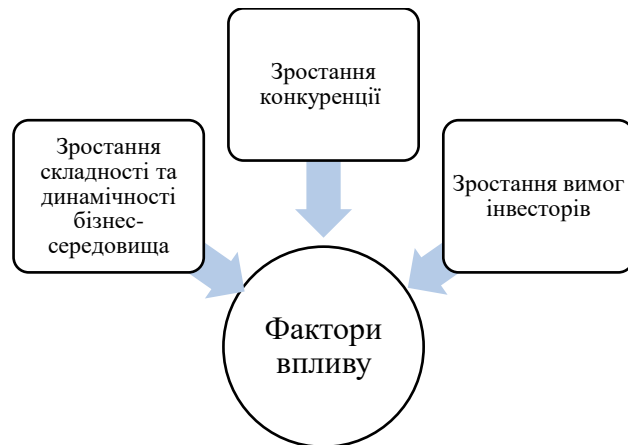 Зростання
конкуренції
Зростання
складності та
динамічності
бізнес-
середовища
Зростання вимог
інвесторів
Фактори
впливу